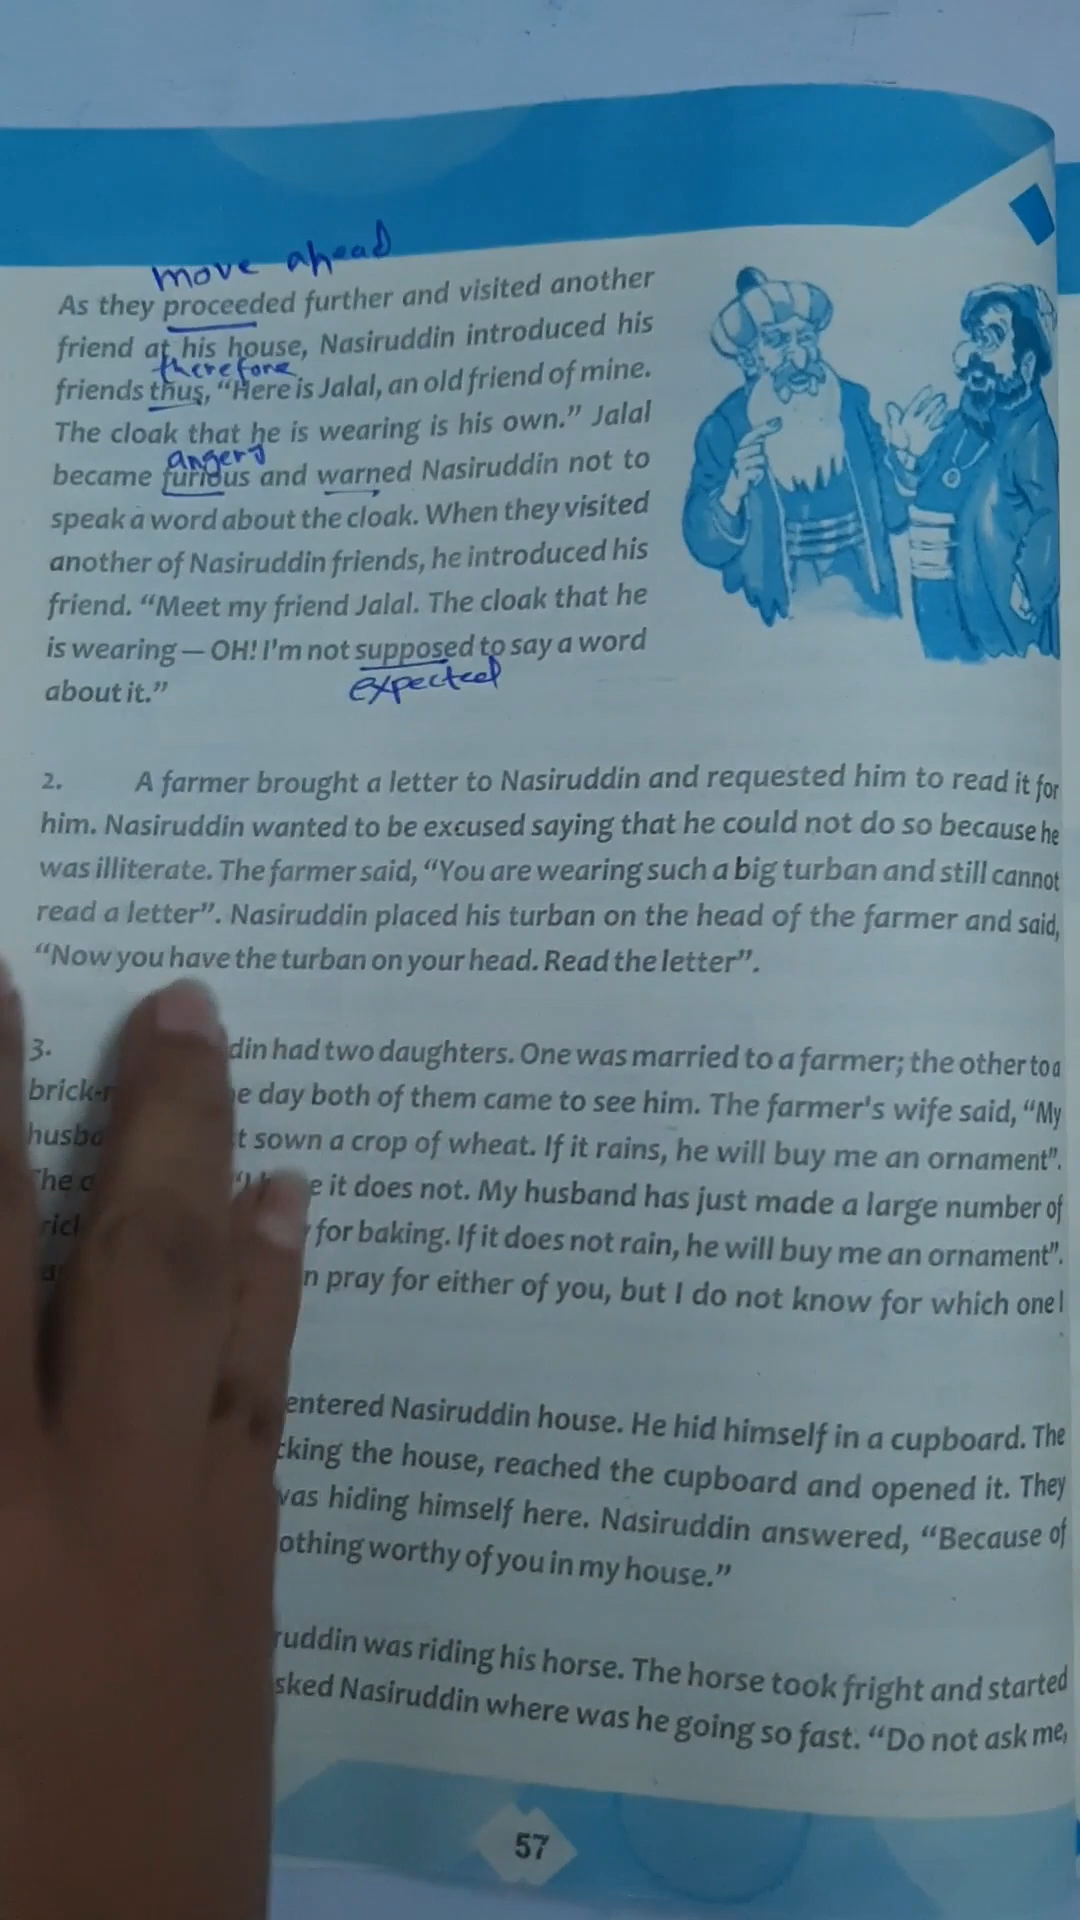 move ahead
As they proceeded further and visited another
friend at his house, Nasiruddin introduced his
therefore
friends thus, “Here is Jalal, an old friend of mine.
The cloak that he is wearing is his own.” Jalal
angery
became furious and warned Nasiruddin not to
speak a word about the cloak. When they visited
another of Nasiruddin friends, he introduced his
friend. “Meet my friend Jalal. The cloak that he
is wearing — OH! I'm not supposed to say a word
expected
about it.”
2. A farmer brought a letter to Nasiruddin and requested him to read it for
him. Nasiruddin wanted to be excused saying that he could not do so because he
was illiterate. The farmer said, “You are wearing such a big turban and still cannot
read a letter”. Nasiruddin placed his turban on the head of the farmer and said,
“Now you have the turban on your head. Read the letter”.
3. din had two daughters. One was married to a farmer; the other to a
brick- day both of them came to see him. The farmer's wife said, “My
sown a crop of wheat. If it rains, he will buy me an ornament”.
it does not. My husband has just made a large number of
for baking. If it does not rain, he will buy me an ornament”.
pray for either of you, but I do not know for which one I
entered Nasiruddin house. He hid himself in a cupboard. The
cking the house, reached the cupboard and opened it. They
was hiding himself here. Nasiruddin answered, “Because of
othing worthy of you in my house.”
ruddin was riding his horse. The horse took fright and started
sked Nasiruddin where was he going so fast. “Do not ask me,
57